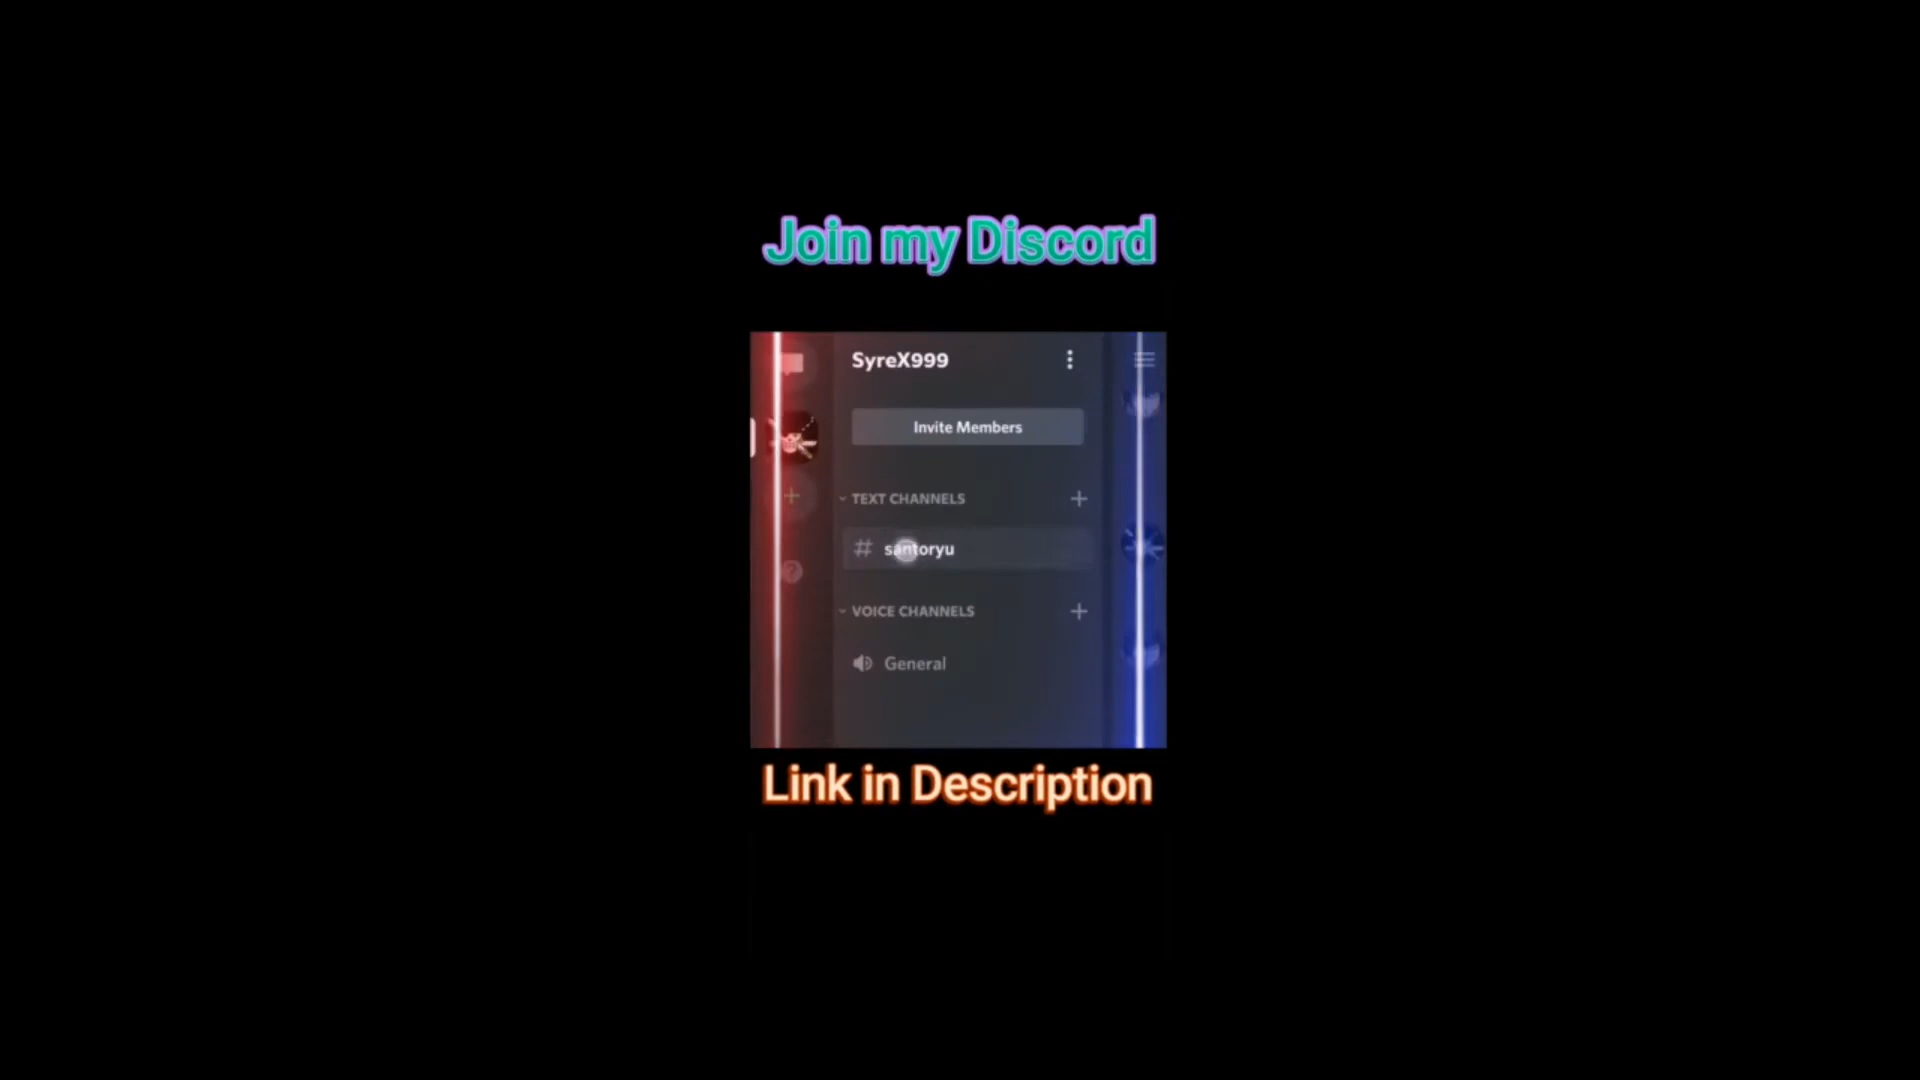 Join my Discord
SyreX999
Invite Members
TEXT CHANNELS
# santoryu
VOICE CHANNELS
General
Link in Description